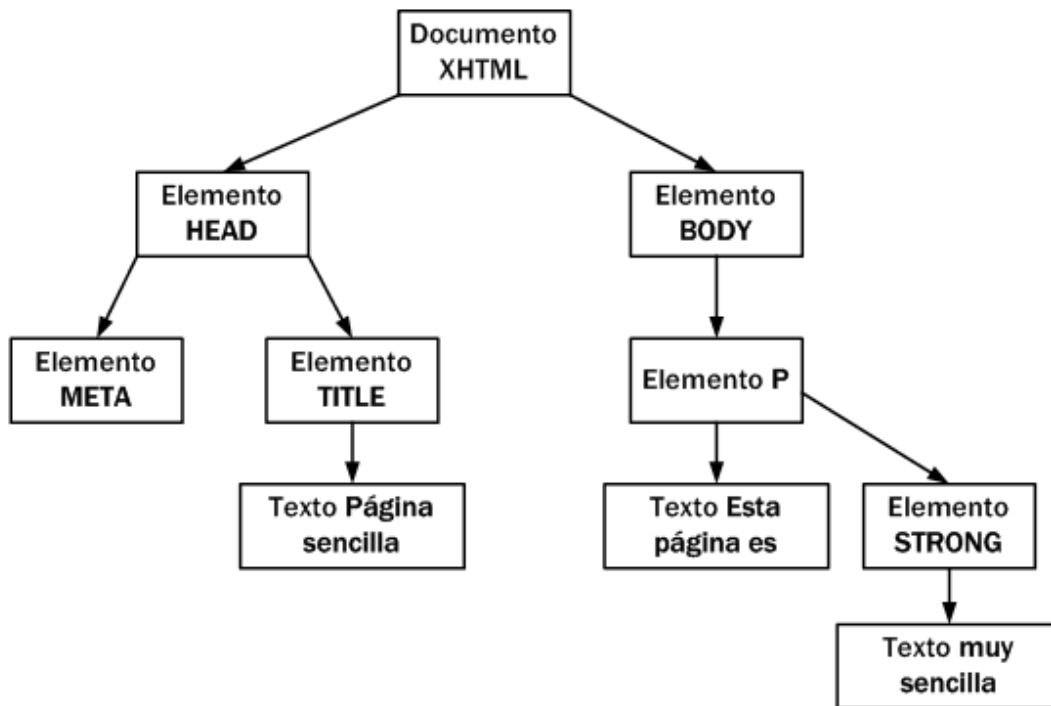 Documento
XHTML
Elemento
HEAD
Elemento
BODY
Elemento
META
Elemento
TITLE
Elemento P
Texto Página
sencilla
Texto Esta
página es
Elemento
STRONG
Texto muy
sencilla